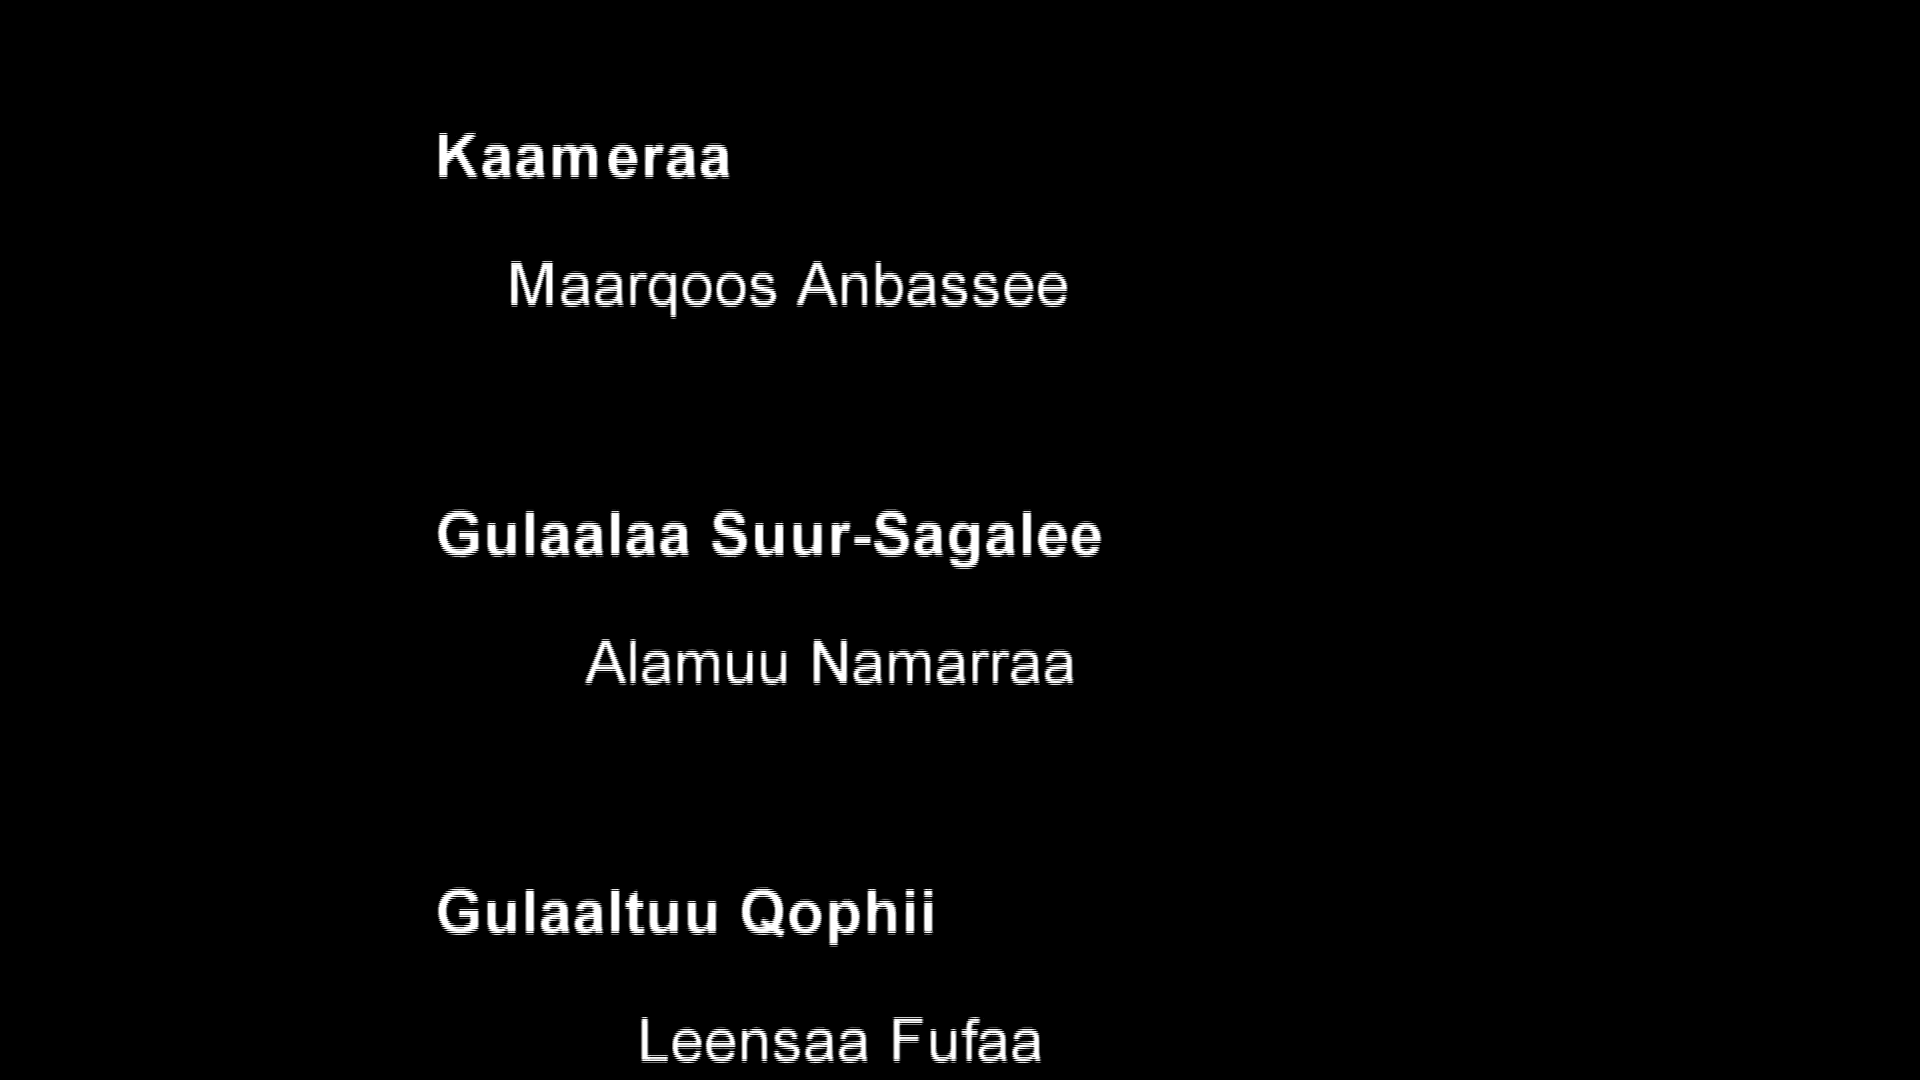 Kaameraa
Maarqoos Anbassee
Gulaalaa Suur-Sagalee
Alamuu Namarraa
Gulaaltuu Qophii
Leensaa Fufaa